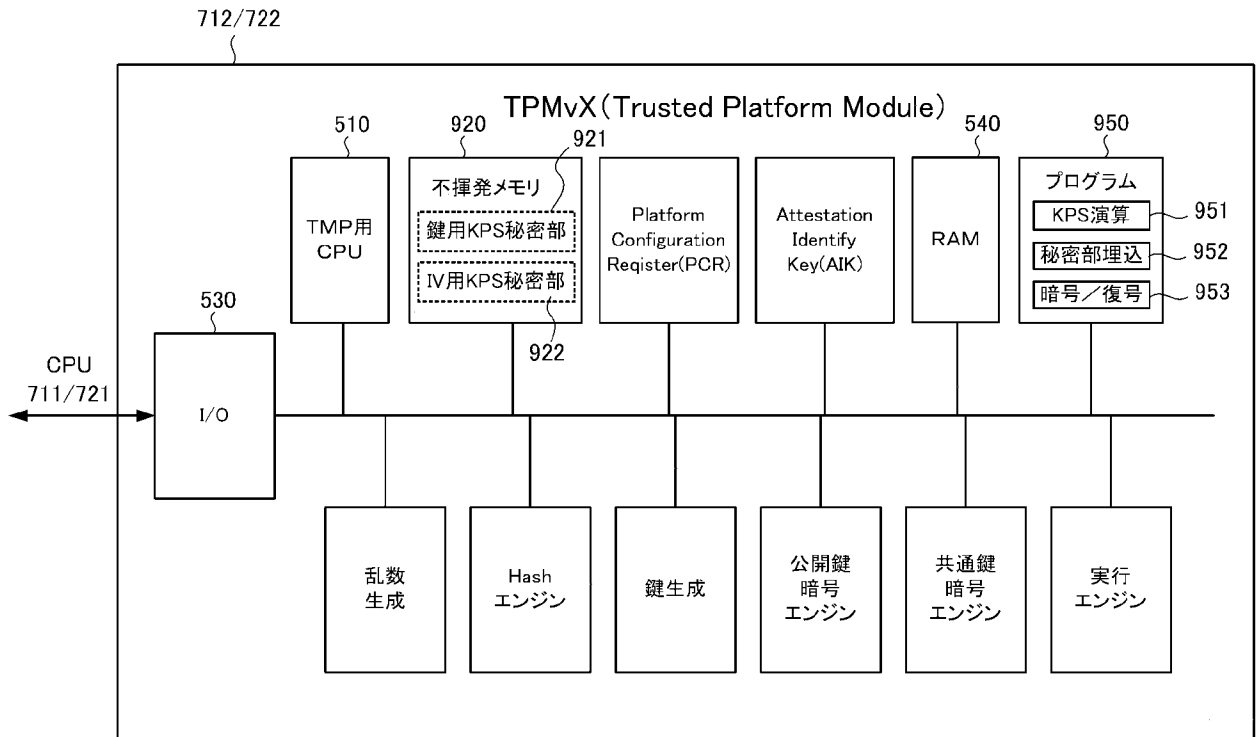 712/722
TPMvX(Trusted Platform Module)
510
920
921
540
950
TMP用
CPU
不揮発メモリ
鍵用KPS秘密部
IV用KPS秘密部
922
Platform
Configuration
Reqister(PCR)
Attestation
Identify
Key(AIK)
RAM
プログラム
KPS演算
951
秘密部埋込
952
暗号/復号
953
530
CPU
711/721
I/O
乱数
生成
Hash
エンジン
鍵生成
公開鍵
暗号
エンジン
共通鍵
暗号
エンジン
実行
エンジン